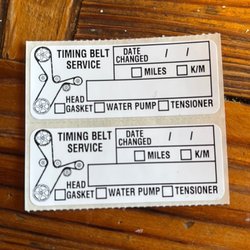 TIMING BELT
SERVICE
DATE
CHANGED / /
MILES K/M
HEAD
GASKET WATER PUMP TENSIONER
TIMING BELT
SERVICE
DATE
CHANGED / /
MILES K/M
HEAD
GASKET WATER PUMP TENSIONER